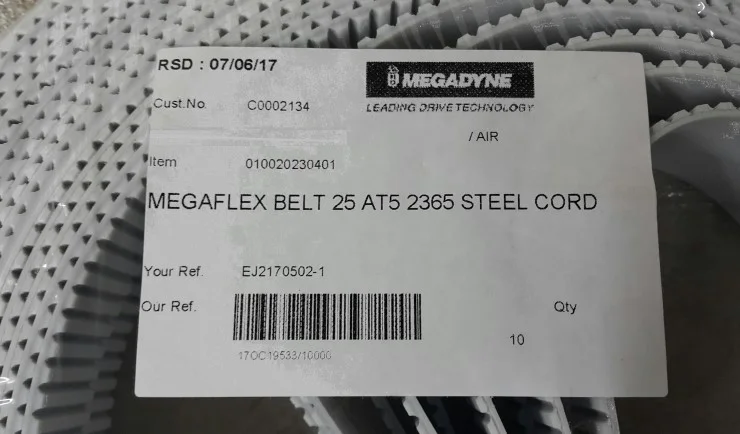 RSD : 07/06/17
MEGADYNE
LEADING DRIVE TECHNOLOGY
Cust.No. C0002134
/ AIR
Item 010020230401
MEGAFLEX BELT 25 AT5 2365 STEEL CORD
Your Ref. EJ2170502-1
Our Ref.
Qty
10
17OC19533/10000